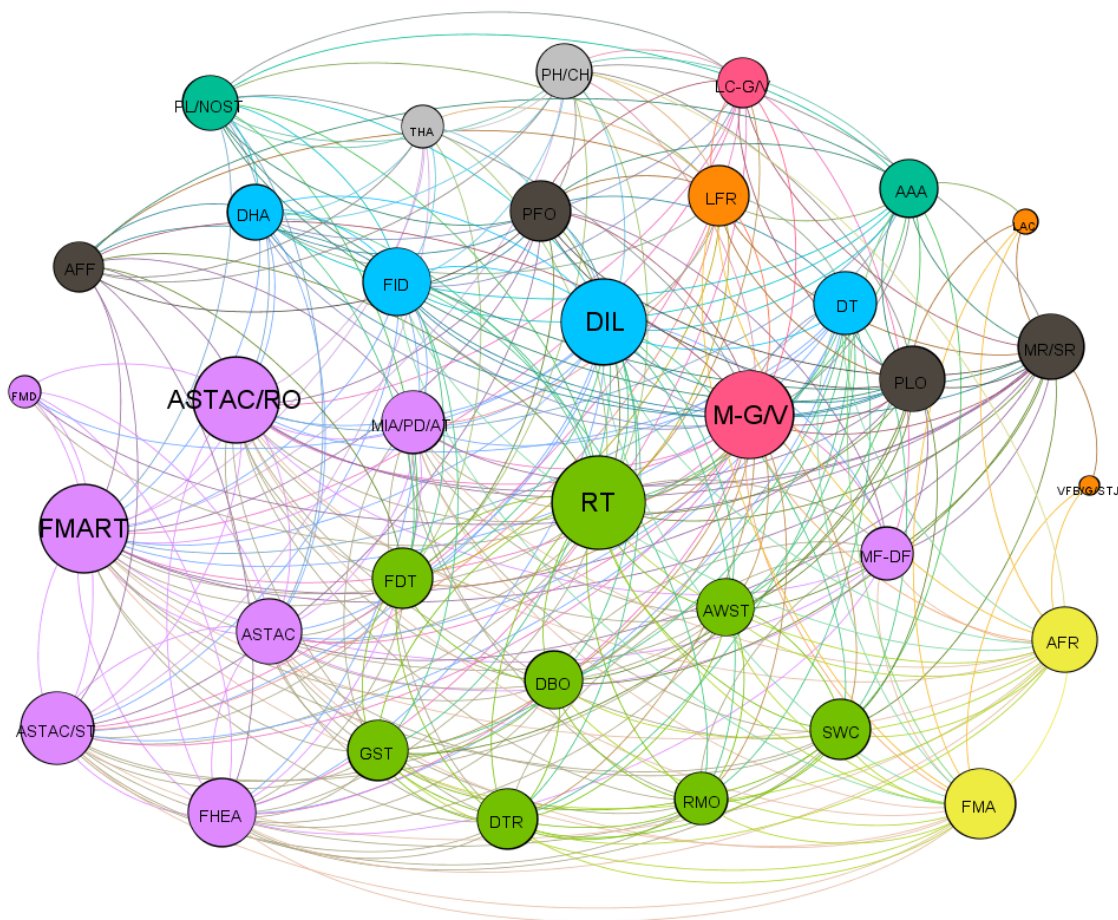 PH/CH
LC-G/V
PL/NOST
THA
AAA
LFR
DHA
PFO
LAC
AFF
FID
DIL
DT
MR/SR
PLO
FMD
ASTAC/RO
MIA/PD/AT
M-G/V
VFB/G/STJ
RT
FMART
MF-DF
FDT
AWST
ASTAC
AFR
DBO
ASTAC/ST
GST
SWC
RMO
FMA
FHEA
DTR